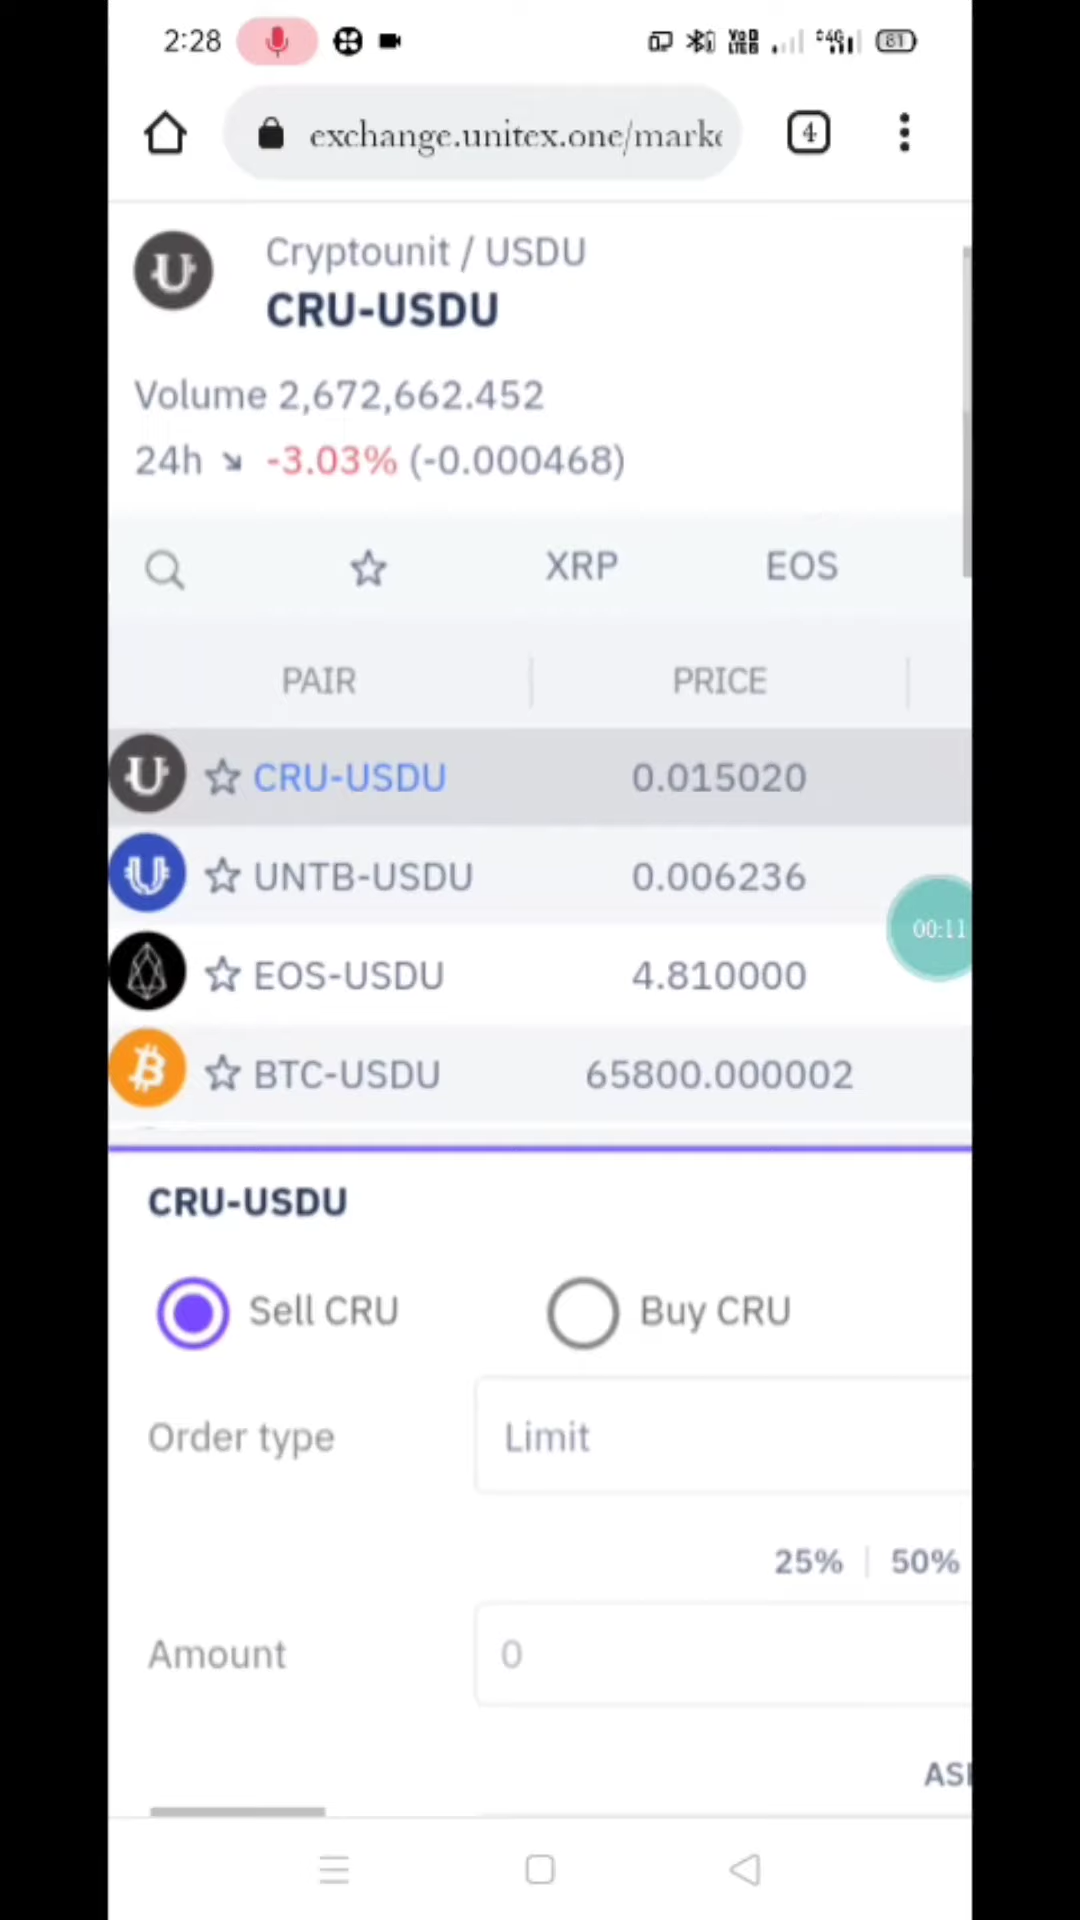 2:28
81
exchange.unitex.one/mark
4
Cryptounit / USDU
CRU-USDU
Volume 2,672,662.452
24h -3.03% (-0.000468)
XRP EOS
PAIR PRICE
CRU-USDU 0.015020
UNTB-USDU 0.006236
00:11
EOS-USDU 4.810000
BTC-USDU 65800.000002
CRU-USDU
Sell CRU Buy CRU
Order type Limit
25% 50%
Amount 0